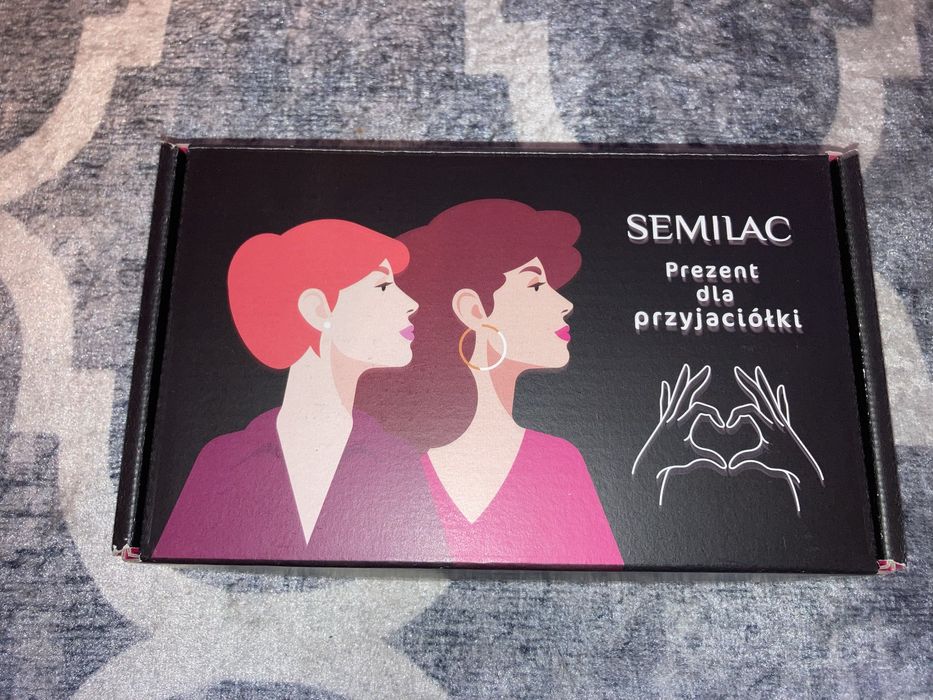 SEMILAC
Prezent
dla
przyjaciółki